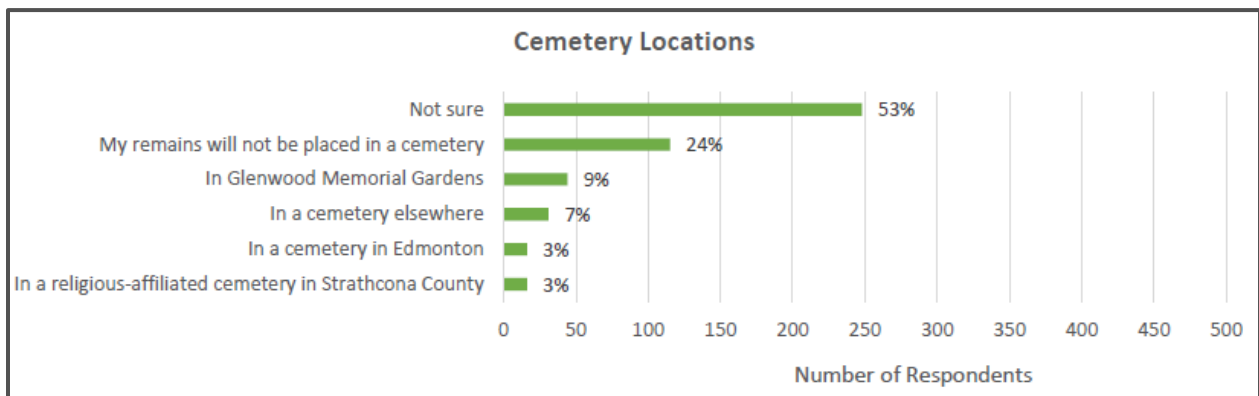 Cemetery Locations
Not sure 53%
My remains will not be placed in a cemetery 24%
In Glenwood Memorial Gardens 9%
In a cemetery elsewhere 7%
In a cemetery in Edmonton 3%
In a religious-affiliated cemetery in Strathcona County 3%
0 50 100 150 200 250 300 350 400 450 500
Number of Respondents